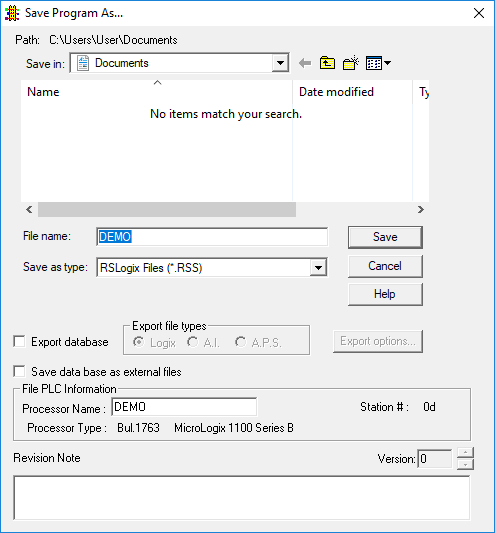 Save Program As...
Path: C:\Users\User\Documents
Save in: Documents
Name Date modified Ty
No items match your search.
File name: DEMO Save
Save as type: RSLogix Files (*.RSS) Cancel
Help
Export file types
Export database Logix A.I. A.P.S. Export options...
Save data base as external files
File PLC Information
Processor Name : DEMO Station # : 0d
Processor Type : Bul.1763 MicroLogix 1100 Series B
Revision Note Version: 0